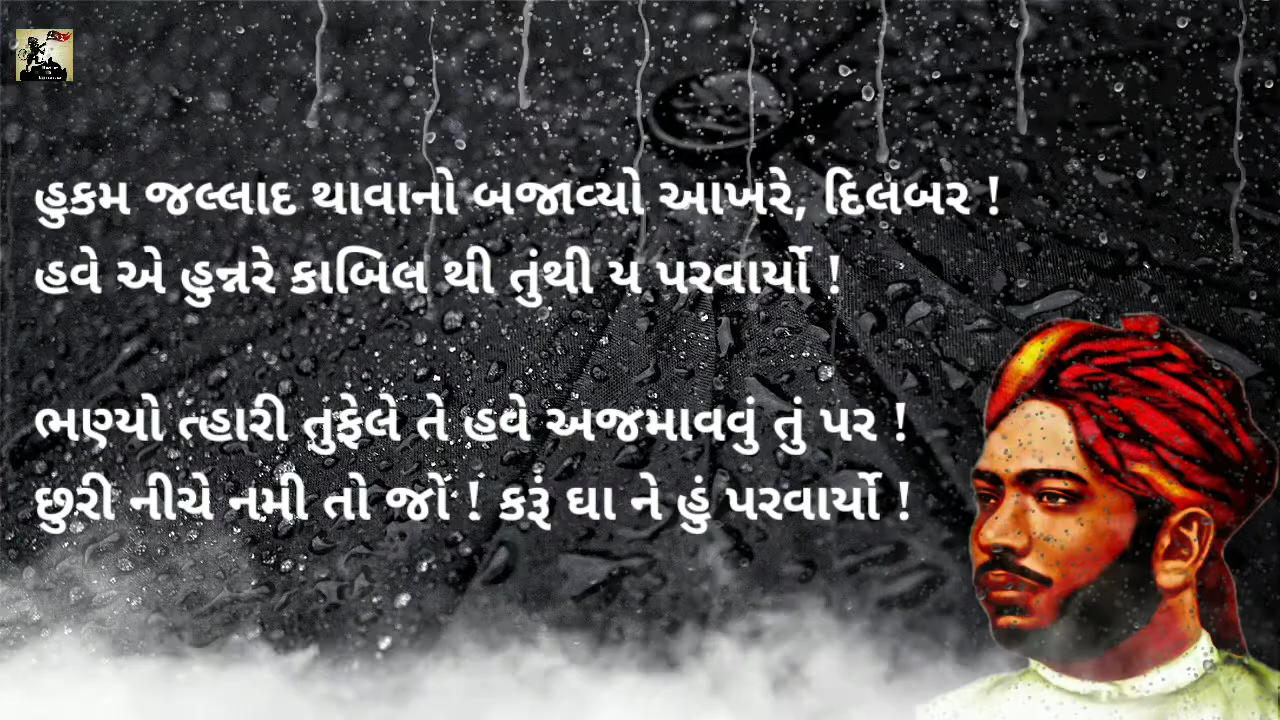 હુકમ જલ્લાદ થાવાનો બજાવ્યો આખરે, દિલબર !
હવે એ હુન્નરે કાબિલ થી તુંથી ય પરવાર્યો !
ભણ્યો ત્હારી તુફેલે તે હવે અજમાવવું તું પર !
છુરી નીચે નમી તો જોં ! કરૂં ઘા ને હું પરવાર્યો !